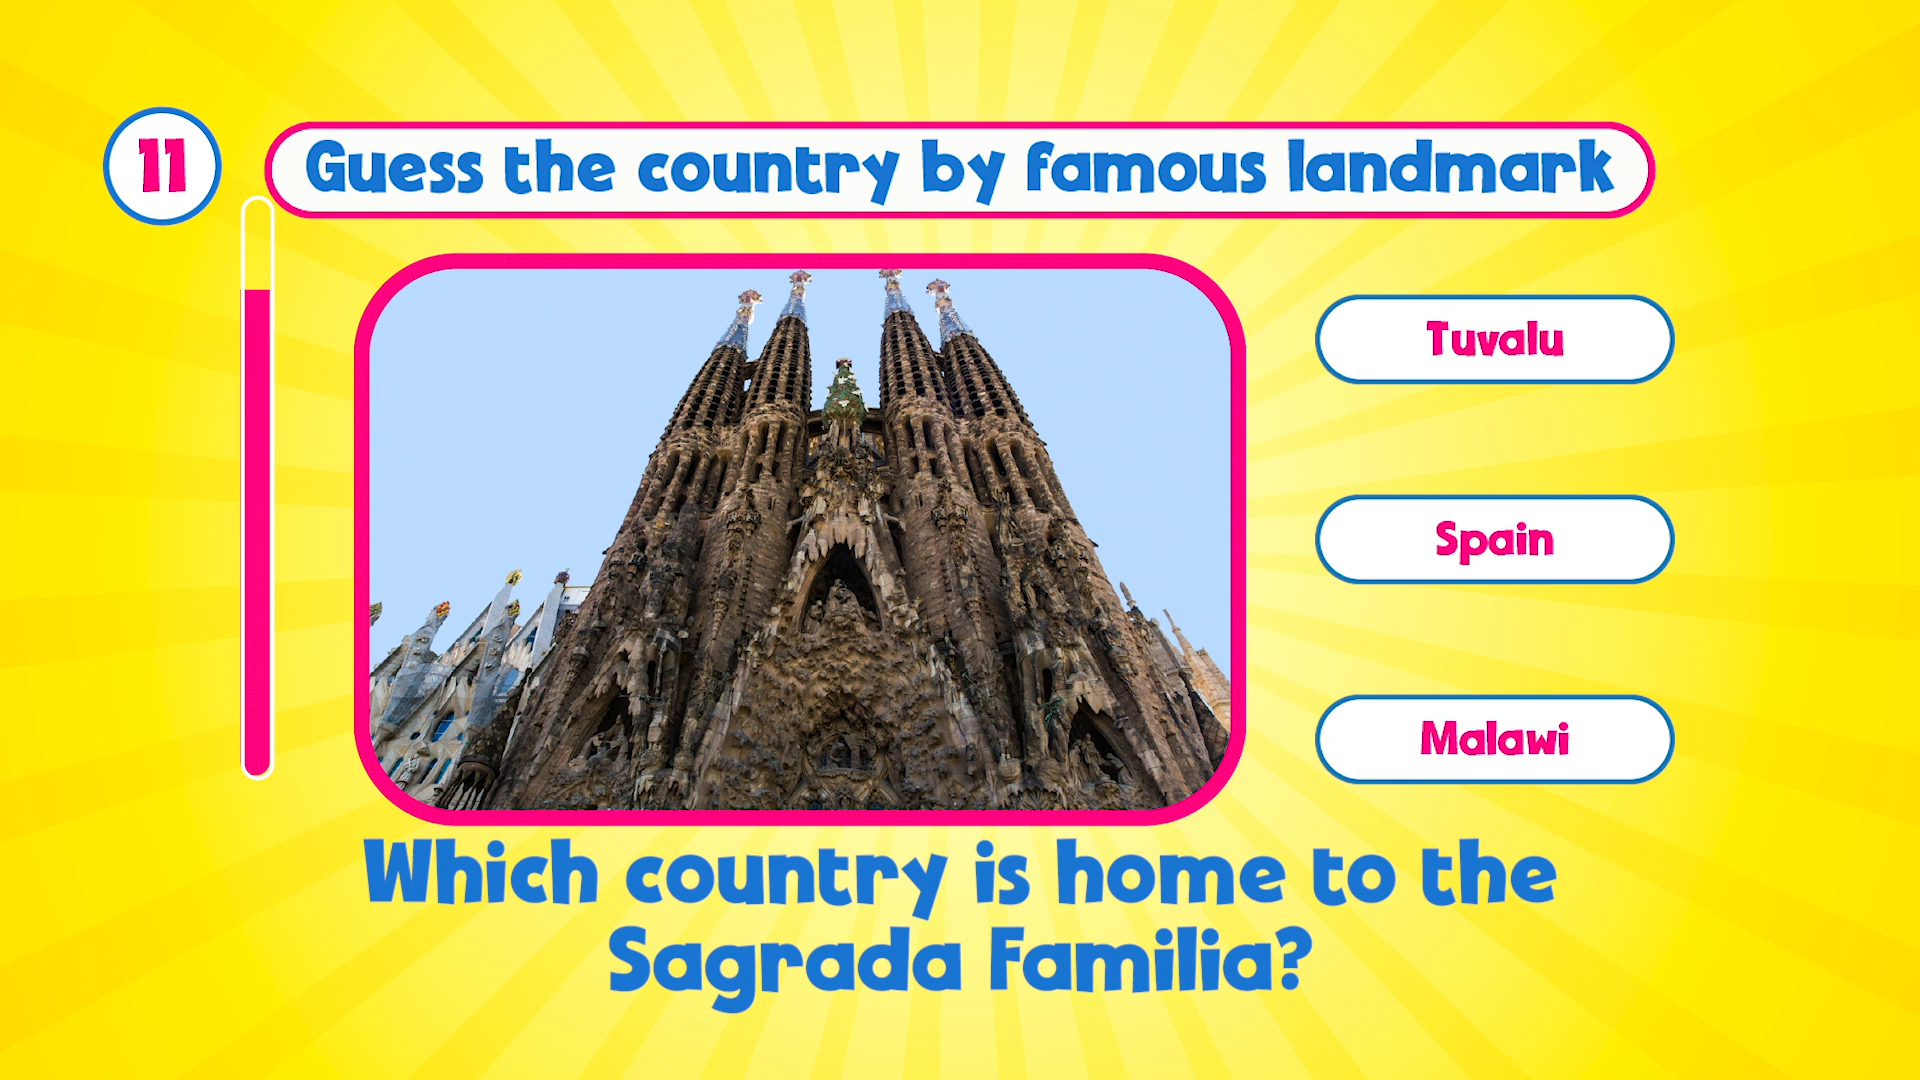 11
Guess the country by famous landmark
Tuvalu
Spain
Malawi
Which country is home to the
Sagrada Familia?